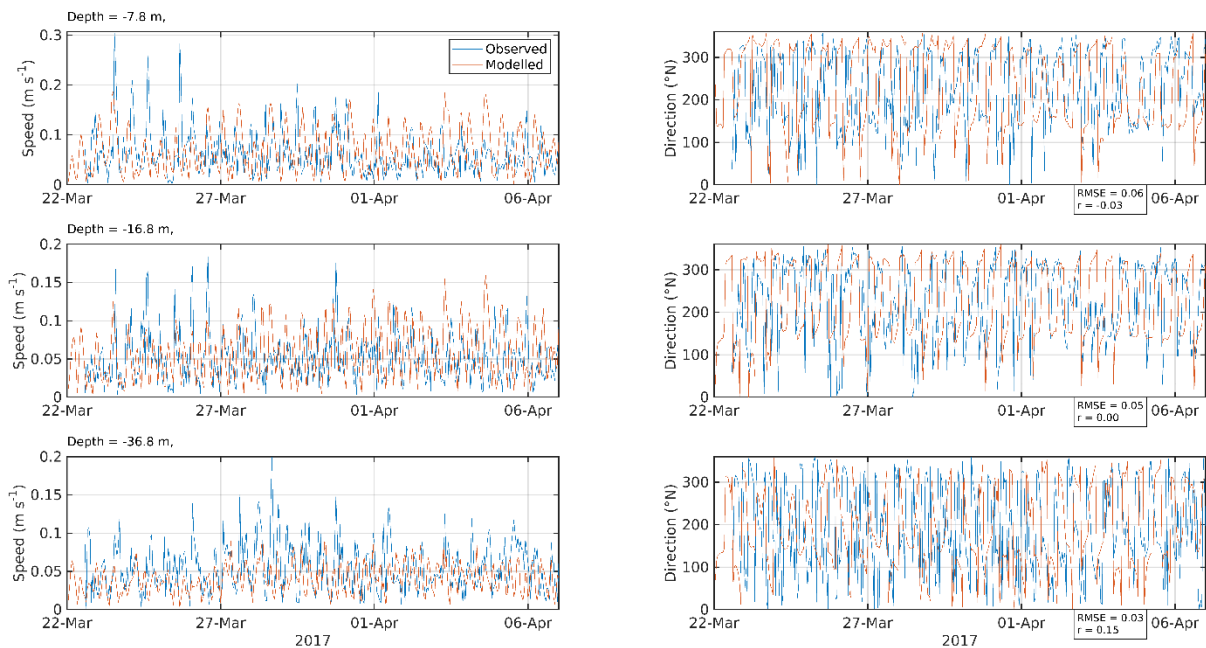 Depth = -7.8 m,
Speed (m s⁻¹)
0.3
0.2
0.1
0
Observed
Modelled
22-Mar
27-Mar
01-Apr
06-Apr
Direction (°N)
300
200
100
0
22-Mar
27-Mar
01-Apr
06-Apr
RMSE = 0.06
r = -0.03
Depth = -16.8 m,
Speed (m s⁻¹)
0.2
0.15
0.1
0.05
0
22-Mar
27-Mar
01-Apr
06-Apr
Direction (°N)
300
200
100
0
22-Mar
27-Mar
01-Apr
06-Apr
RMSE = 0.05
r = 0.00
Depth = -36.8 m,
Speed (m s⁻¹)
0.2
0.15
0.1
0.05
0
22-Mar
27-Mar
01-Apr
06-Apr
2017
Direction (°N)
300
200
100
0
22-Mar
27-Mar
01-Apr
06-Apr
2017
RMSE = 0.03
r = 0.15